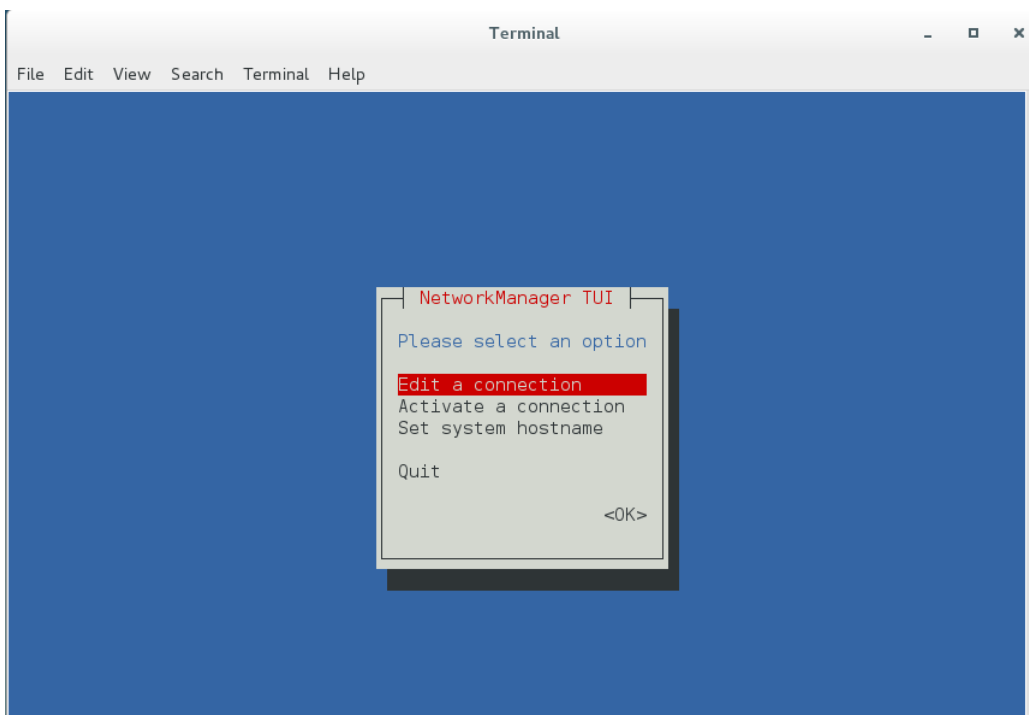 Terminal
File Edit View Search Terminal Help
NetworkManager TUI
Please select an option
Edit a connection
Activate a connection
Set system hostname
Quit
<OK>